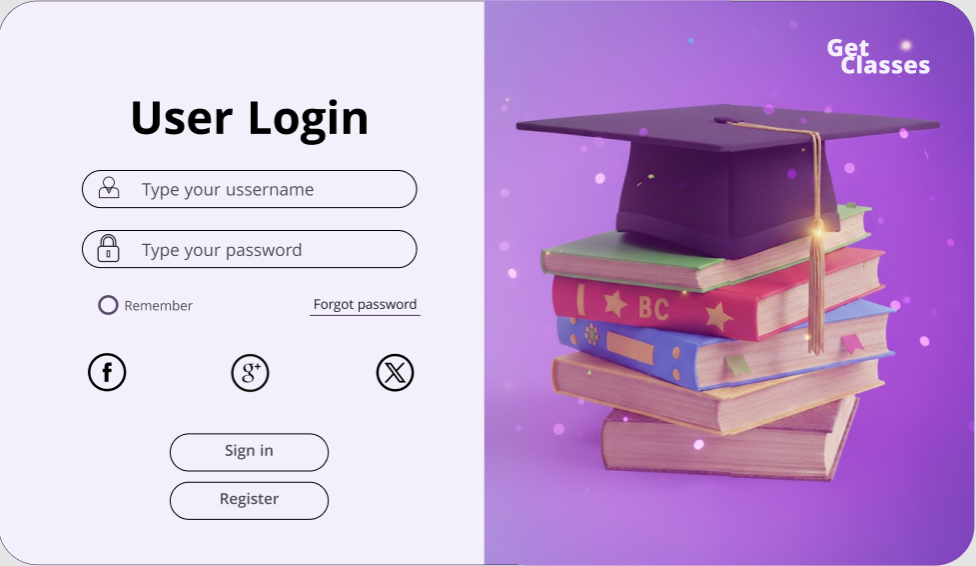 Get
Classes
User Login
Type your ussername
Type your password
Remember
Forgot password
f
g+
X
Sign in
Register
BC